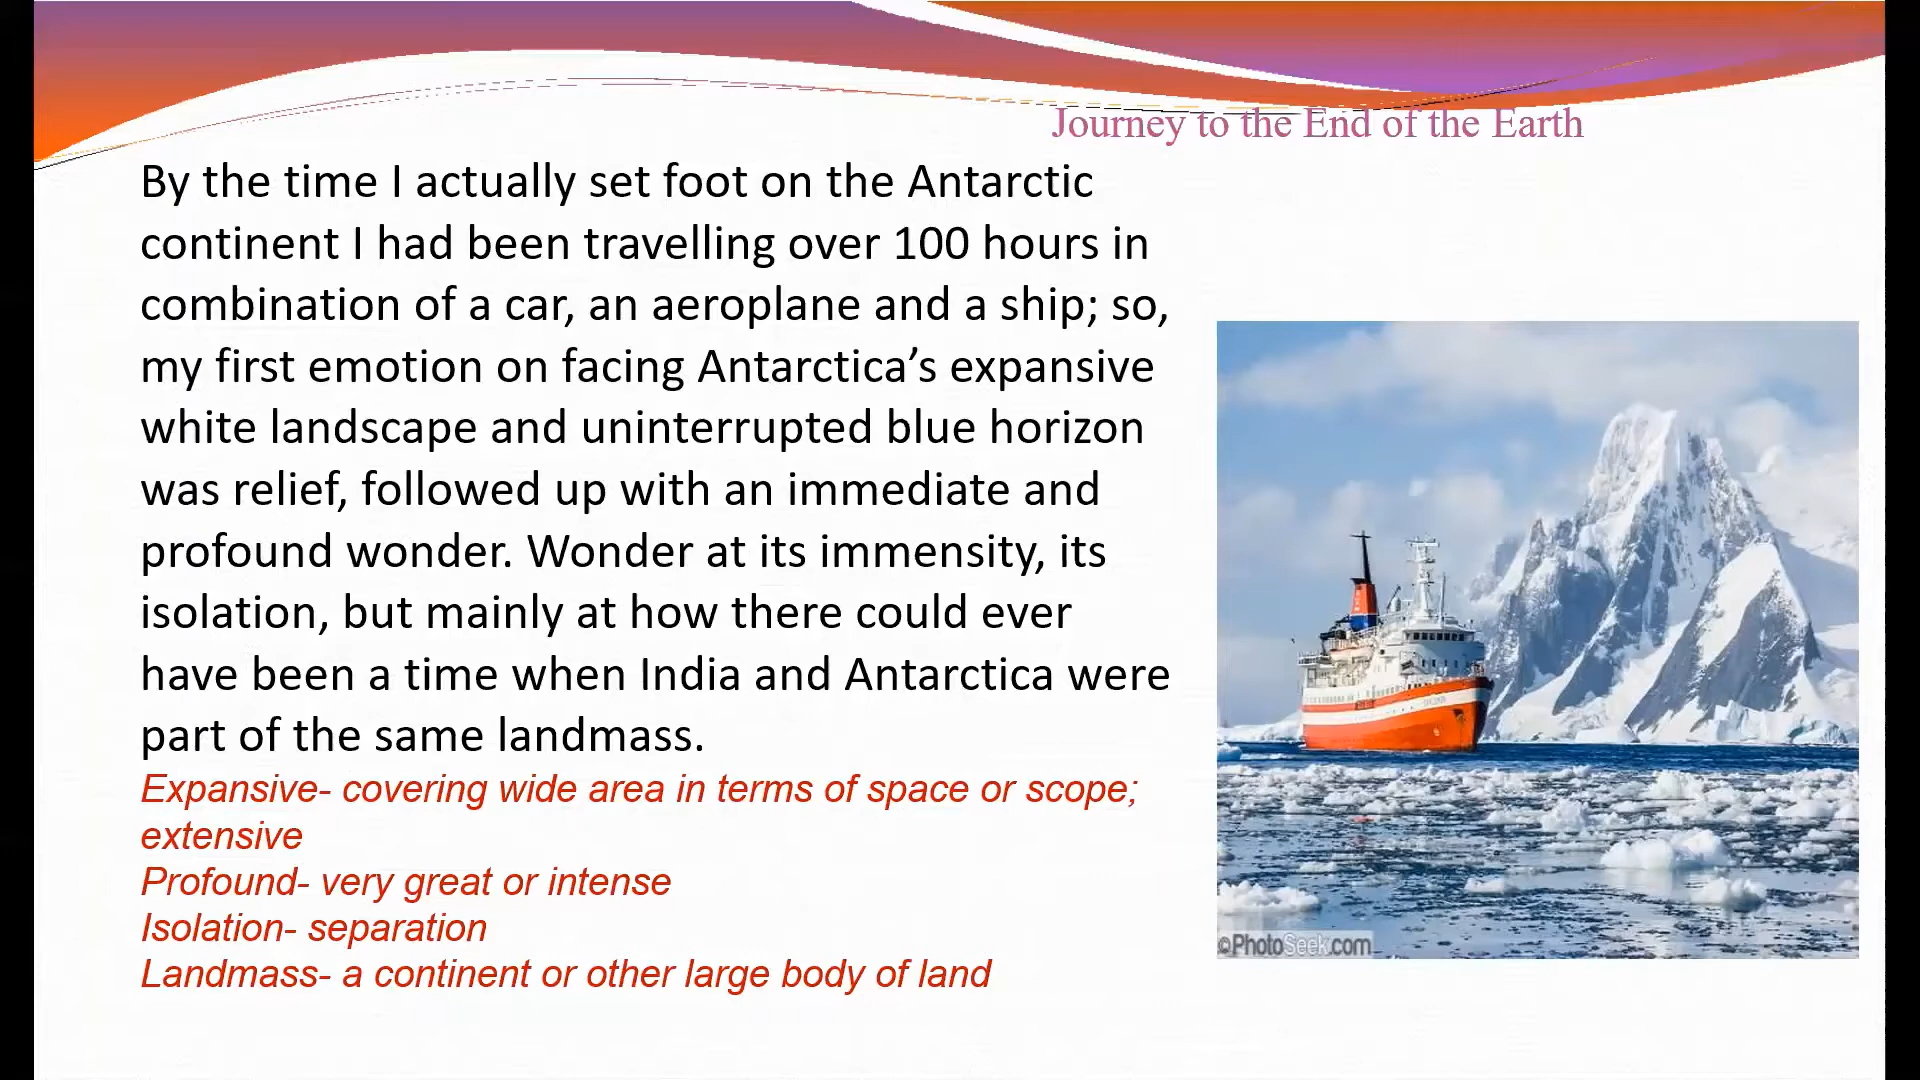 Journey to the End of the Earth
By the time I actually set foot on the Antarctic
continent I had been travelling over 100 hours in
combination of a car, an aeroplane and a ship; so,
my first emotion on facing Antarctica’s expansive
white landscape and uninterrupted blue horizon
was relief, followed up with an immediate and
profound wonder. Wonder at its immensity, its
isolation, but mainly at how there could ever
have been a time when India and Antarctica were
part of the same landmass.
Expansive- covering wide area in terms of space or scope;
extensive
Profound- very great or intense
Isolation- separation
Landmass- a continent or other large body of land
©PhotoSeek.com